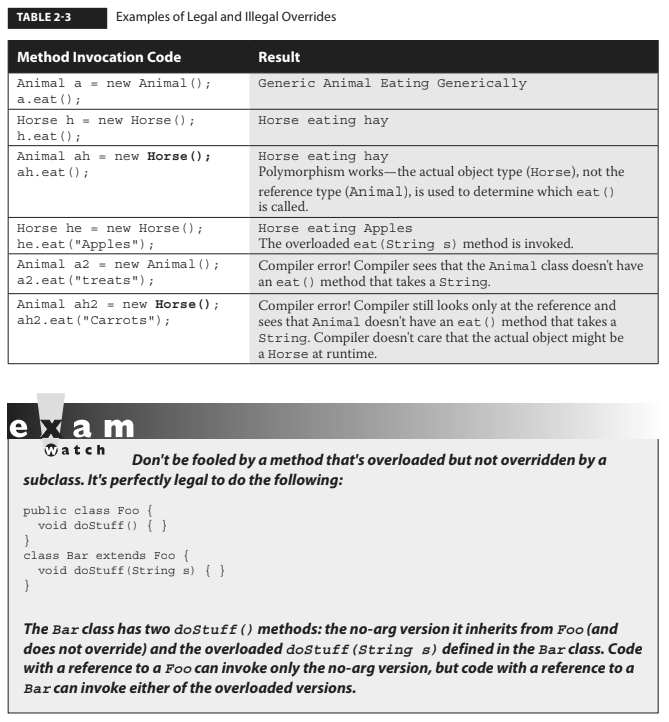 TABLE 2-3 Examples of Legal and Illegal Overrides
Method Invocation Code Result
Animal a = new Animal(); Generic Animal Eating Generically
a.eat();
Horse h = new Horse(); Horse eating hay
h.eat();
Animal ah = new Horse(); Horse eating hay
ah.eat(); Polymorphism works—the actual object type (Horse), not the
reference type (Animal), is used to determine which eat()
is called.
Horse he = new Horse(); Horse eating Apples
he.eat("Apples"); The overloaded eat(String s) method is invoked.
Animal a2 = new Animal(); Compiler error! Compiler sees that the Animal class doesn't have
a2.eat("treats"); an eat() method that takes a String.
Animal ah2 = new Horse(); Compiler error! Compiler still looks only at the reference and
ah2.eat("Carrots"); sees that Animal doesn't have an eat() method that takes a
String. Compiler doesn't care that the actual object might be
a Horse at runtime.
exam
Watch
Don't be fooled by a method that's overloaded but not overridden by a
subclass. It's perfectly legal to do the following:
public class Foo {
void doStuff() { }
}
class Bar extends Foo {
void doStuff(String s) { }
}
The Bar class has two doStuff() methods: the no-arg version it inherits from Foo (and
does not override) and the overloaded doStuff(String s) defined in the Bar class. Code
with a reference to a Foo can invoke only the no-arg version, but code with a reference to a
Bar can invoke either of the overloaded versions.